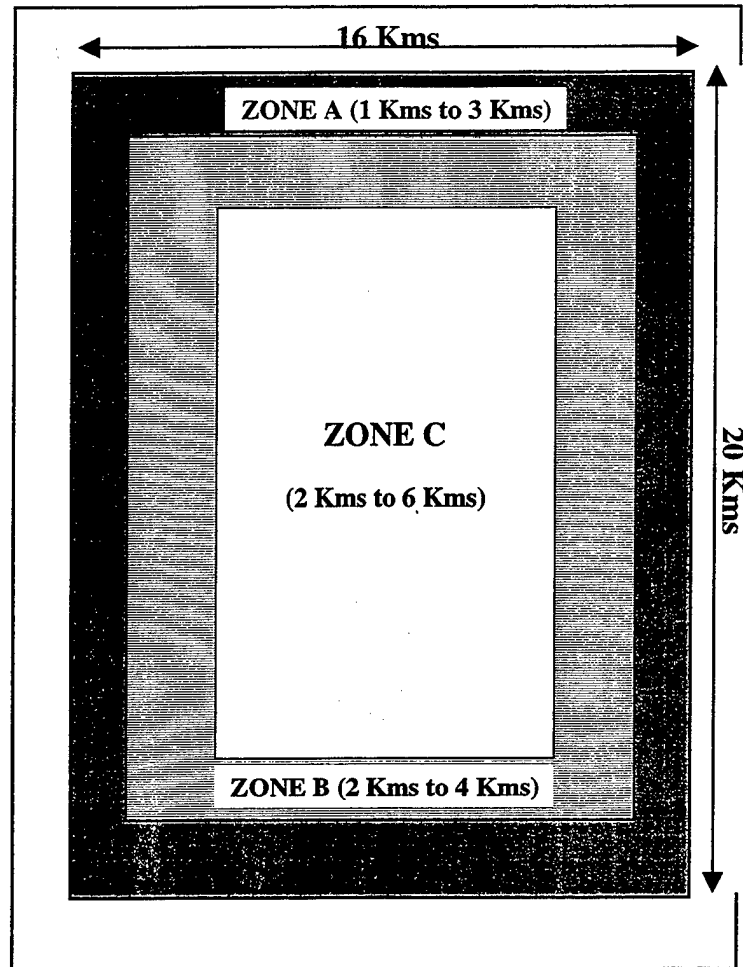 16 Kms
ZONE A (1 Kms to 3 Kms)
ZONE C
(2 Kms to 6 Kms)
20 Kms
ZONE B (2 Kms to 4 Kms)